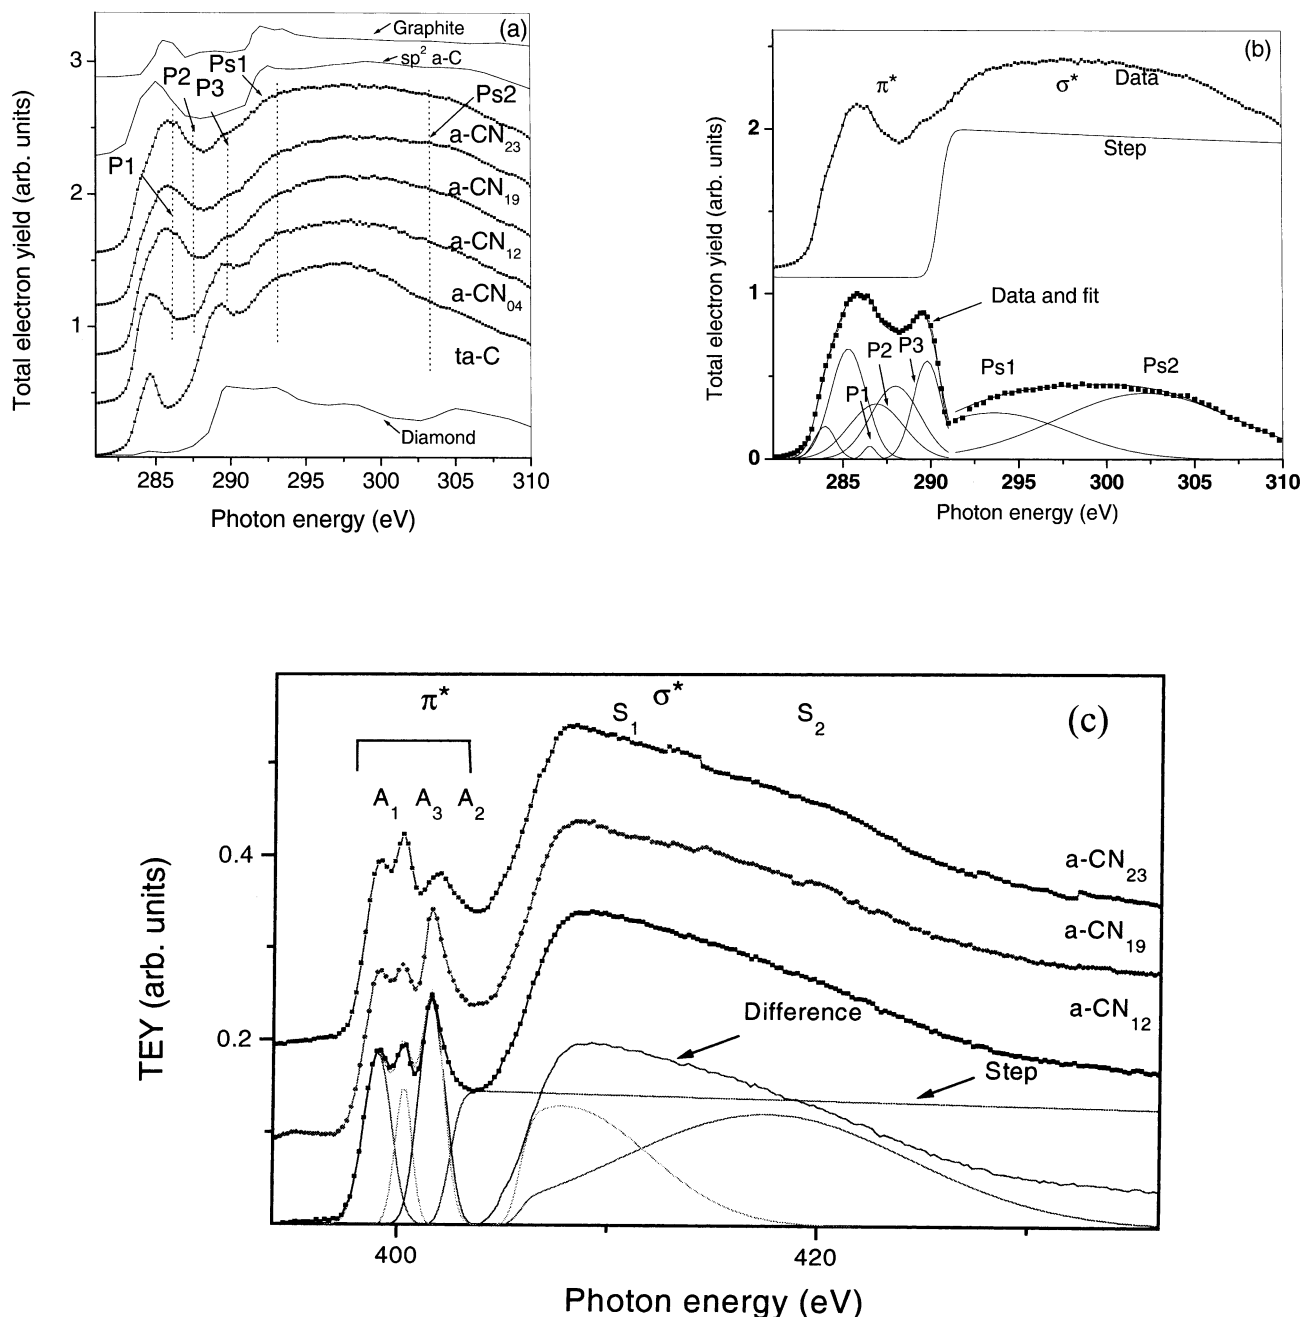 (a)
Graphite
sp² a-C
Ps1
P2
P3
Ps2
P1
a-CN₂₃
a-CN₁₉
a-CN₁₂
a-CN₀₄
ta-C
Diamond
3
2
1
285 290 295 300 305 310
Total electron yield (arb. units)
Photon energy (eV)
(b)
π* σ*
Data
Step
Data and fit
P1
P2
P3
Ps1
Ps2
2
1
0
285 290 295 300 305 310
Total electron yield (arb. units)
Photon energy (eV)
(c)
π* σ*
S₁ S₂
A₁ A₃ A₂
a-CN₂₃
a-CN₁₉
a-CN₁₂
Difference
Step
0.4
0.2
400 420
TEY (arb. units)
Photon energy (eV)